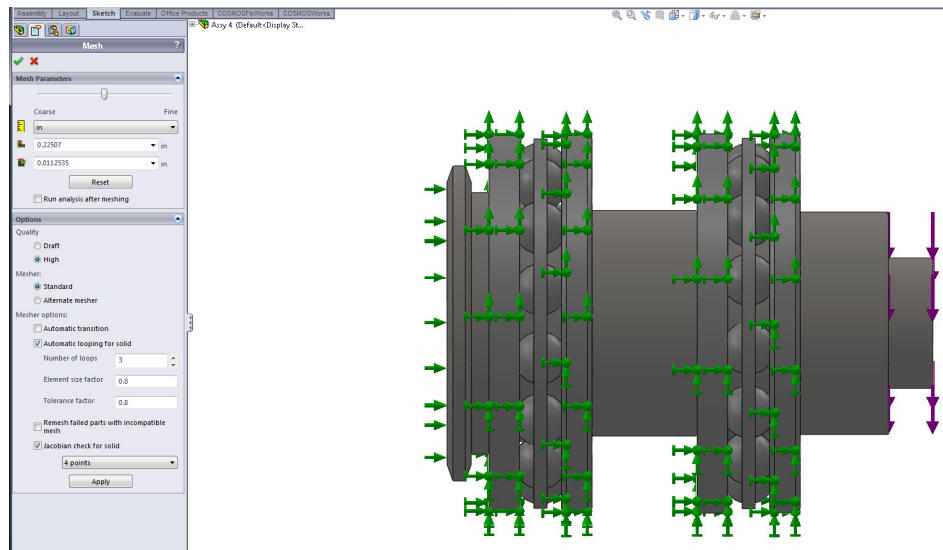 Assembly Layout Sketch Evaluate Office Products COSMOSFloWorks COSMOSWorks
Assy 4 (Default<Display St...
Mesh ?
Mesh Parameters
Coarse Fine
in
0.22507 in
0.0112535 in
Reset
Run analysis after meshing
Options
Quality
Draft
High
Mesher:
Standard
Alternate mesher
Mesher options:
Automatic transition
Automatic looping for solid
Number of loops 3
Element size factor 0.8
Tolerance factor 0.8
Remesh failed parts with incompatible
mesh
Jacobian check for solid
4 points
Apply